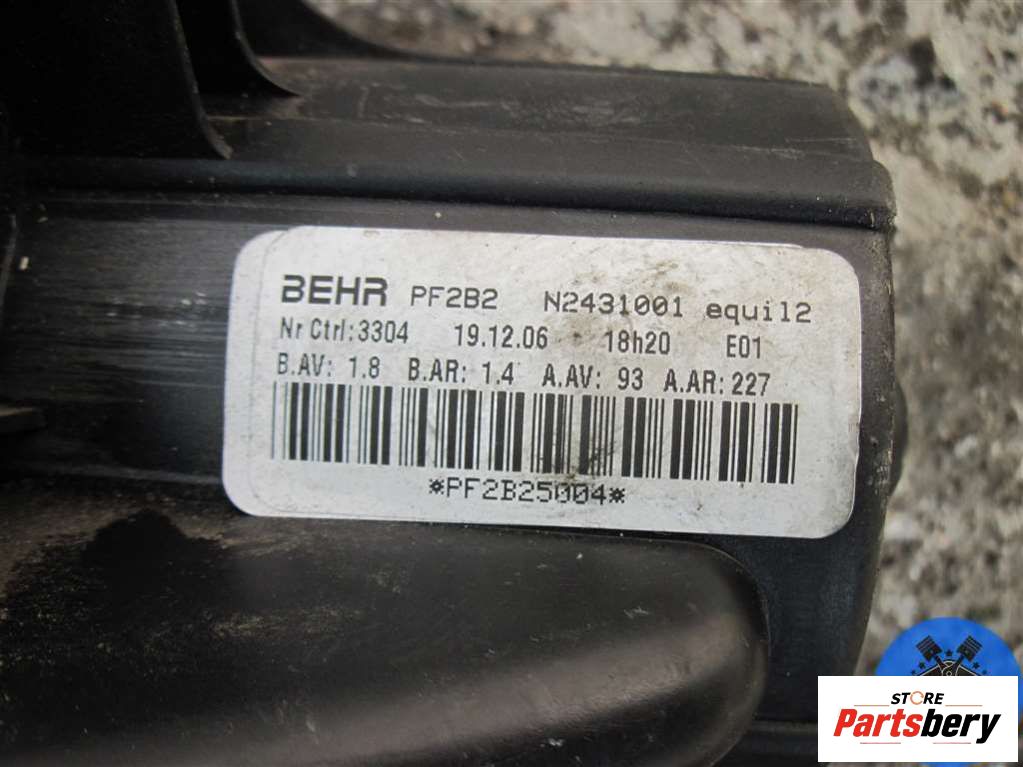 BEHR PF2B2 N2431001 equil2
Nr Ctrl:3304 19.12.06 18h20 E01
B.AV: 1.8 B.AR: 1.4 A.AV: 93 A.AR: 227
*PF2B25004*
STORE
Partsbery